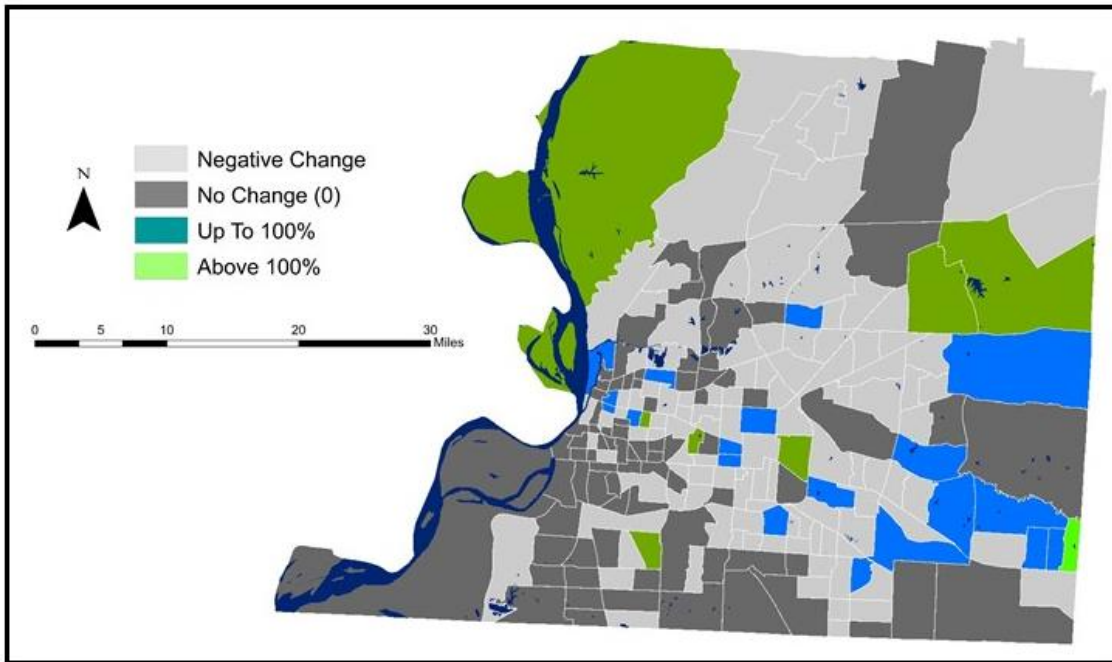 N
Negative Change
No Change (0)
Up To 100%
Above 100%
0 5 10 20 30
Miles